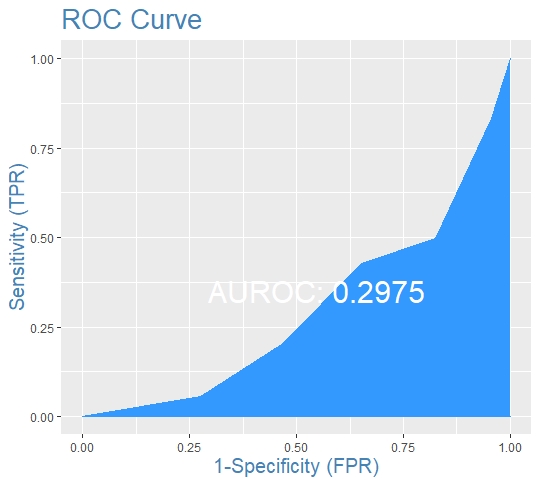 ROC Curve
Sensitivity (TPR)
1.00
0.75
0.50
0.25
0.00
AUROC: 0.2975
0.00 0.25 0.50 0.75 1.00
1-Specificity (FPR)